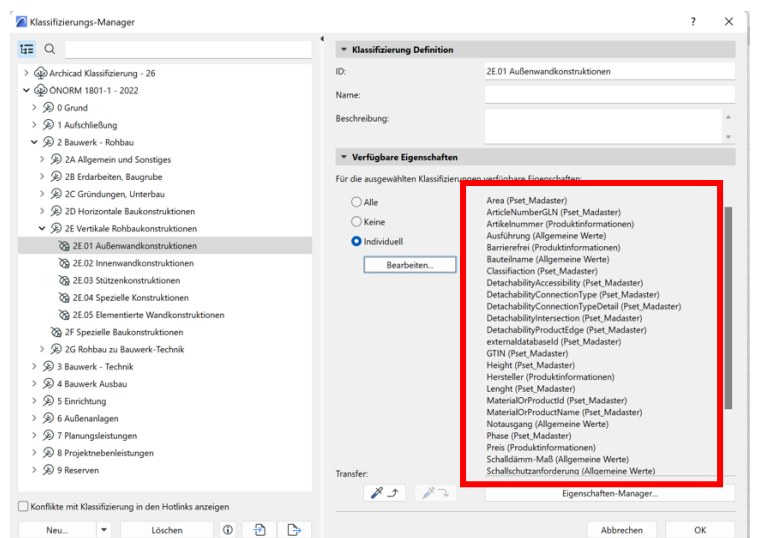 Klassifizierungs-Manager
?
Klassifizierung Definition
Archicad Klassifizierung - 26
ÖNORM 1801-1 - 2022
0 Grund
1 Aufschließung
2 Bauwerk - Rohbau
2A Allgemein und Sonstiges
2B Erdarbeiten, Baugrube
2C Gründungen, Unterbau
2D Horizontale Baukonstruktionen
2E Vertikale Rohbaukonstruktionen
2E.01 Außenwandkonstruktionen
2E.02 Innenwandkonstruktionen
2E.03 Stützenkonstruktionen
2E.04 Spezielle Konstruktionen
2E.05 Elementierte Wandkonstruktionen
2F Spezielle Baukonstruktionen
2G Rohbau zu Bauwerk-Technik
3 Bauwerk - Technik
4 Bauwerk Ausbau
5 Einrichtung
6 Außenanlagen
7 Planungsleistungen
8 Projektnebenleistungen
9 Reserven
Konflikte mit Klassifizierung in den Hotlinks anzeigen
Neu...
Löschen
ID:
2E.01 Außenwandkonstruktionen
Name:
Beschreibung:
Verfügbare Eigenschaften
Für die ausgewählten Klassifizierungen verfügbare Eigenschaften:
Alle
Keine
Individuell
Bearbeiten...
Area (Pset_Madaster)
ArticleNumberGLN (Pset_Madaster)
Artikelnummer (Produktinformationen)
Ausführung (Allgemeine Werte)
Barrierefrei (Produktinformationen)
Bauteilname (Allgemeine Werte)
Classifiaction (Pset_Madaster)
DetachabilityAccessibility (Pset_Madaster)
DetachabilityConnectionType (Pset_Madaster)
DetachabilityConnectionTypeDetail (Pset_Madaster)
DetachabilityIntersection (Pset_Madaster)
DetachabilityProductEdge (Pset_Madaster)
externaldatabaseId (Pset_Madaster)
GTIN (Pset_Madaster)
Height (Pset_Madaster)
Hersteller (Produktinformationen)
Lenght (Pset_Madaster)
MaterialOrProductId (Pset_Madaster)
MaterialOrProductName (Pset_Madaster)
Notausgang (Allgemeine Werte)
Phase (Pset_Madaster)
Preis (Produktinformationen)
Schalldämm-Maß (Allgemeine Werte)
Schallschutzanforderung (Allgemeine Werte)
Transfer:
Eigenschaften-Manager...
Abbrechen
OK